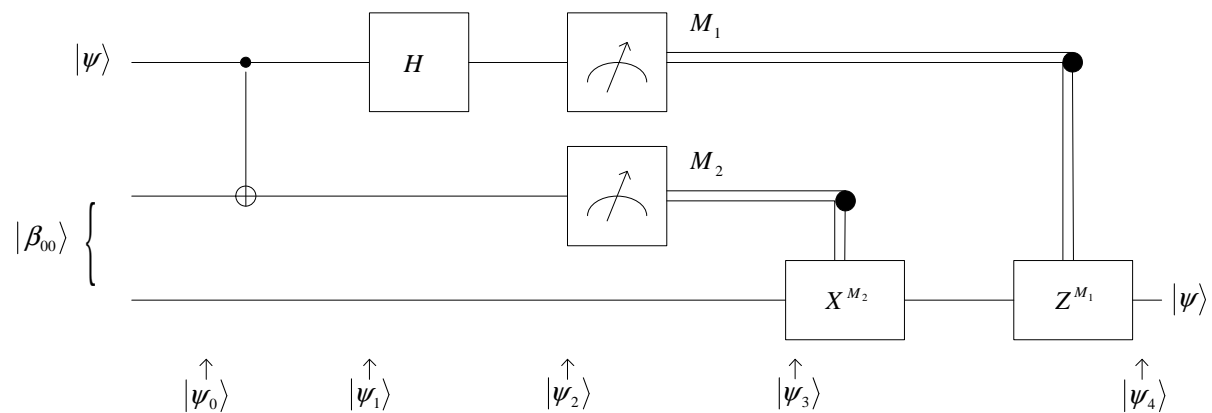 M₁
|ψ⟩ H
M₂
|β₀₀⟩ {
X^{M₂} Z^{M₁} |ψ⟩
↑ ↑ ↑ ↑ ↑
|ψ₀⟩ |ψ₁⟩ |ψ₂⟩ |ψ₃⟩ |ψ₄⟩